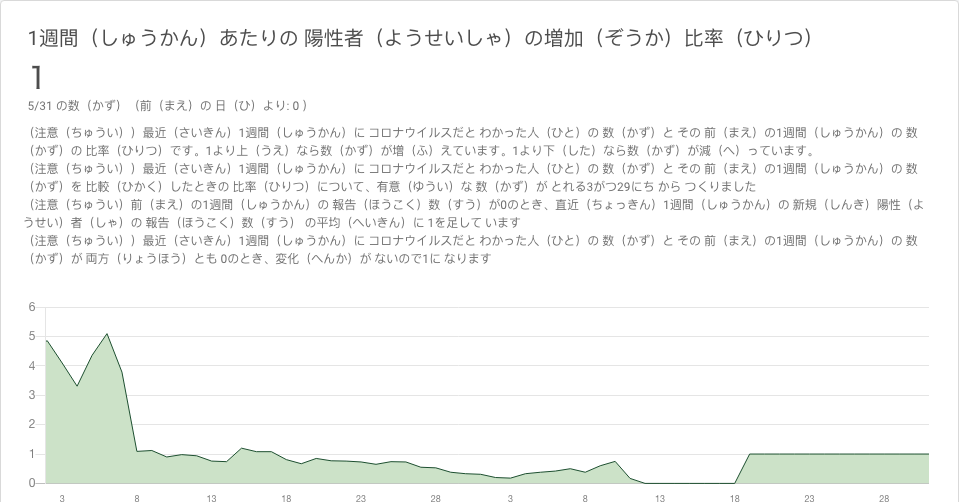 1週間（しゅうかん）あたりの 陽性者（ようせいしゃ）の増加（ぞうか）比率（ひりつ）
1
5/31 の数（かず）（前（まえ）の 日（ひ）より: 0 ）
（注意（ちゅうい））最近（さいきん）1週間（しゅうかん）に コロナウイルスだと わかった人（ひと）の 数（かず）と その 前（まえ）の1週間（しゅうかん）の 数
（かず）の 比率（ひりつ）です。1より上（うえ）なら数（かず）が増（ふ）えています。1より下（した）なら数（かず）が減（へ）っています。
（注意（ちゅうい））最近（さいきん）1週間（しゅうかん）に コロナウイルスだと わかった人（ひと）の 数（かず）と その 前（まえ）の1週間（しゅうかん）の 数
（かず）を 比較（ひかく）したときの 比率（ひりつ）について、有意（ゆうい）な 数（かず）が とれる3がつ29にち から つくりました
（注意（ちゅうい）前（まえ）の1週間（しゅうかん）の 報告（ほうこく）数（すう）が0のとき、直近（ちょっきん）1週間（しゅうかん）の 新規（しんき）陽性（よ
うせい）者（しゃ）の 報告（ほうこく）数（すう） の平均（へいきん）に 1を足して います
（注意（ちゅうい））最近（さいきん）1週間（しゅうかん）に コロナウイルスだと わかった人（ひと）の 数（かず）と その 前（まえ）の1週間（しゅうかん）の 数
（かず）が 両方（りょうほう）とも 0のとき、変化（へんか）が ないので1に なります
6
5
4
3
2
1
0
3 8 13 18 23 28 3 8 13 18 23 28